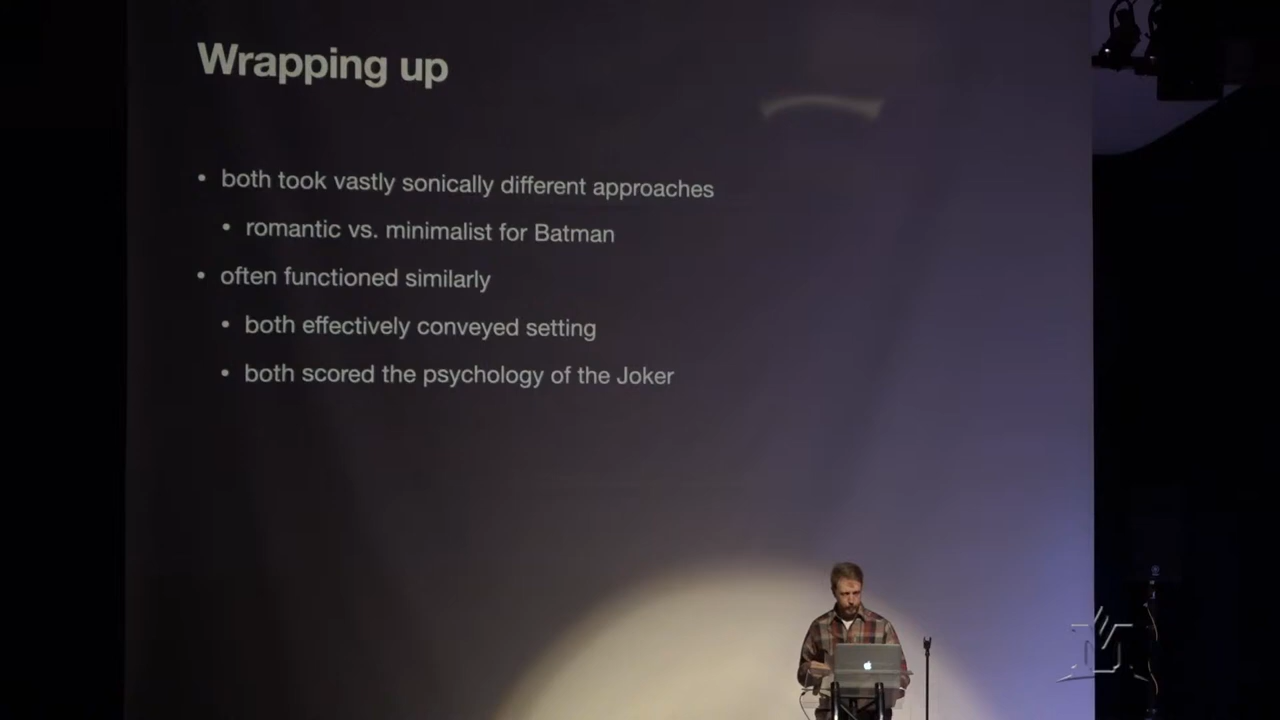 Wrapping up
• both took vastly sonically different approaches
• romantic vs. minimalist for Batman
• often functioned similarly
• both effectively conveyed setting
• both scored the psychology of the Joker